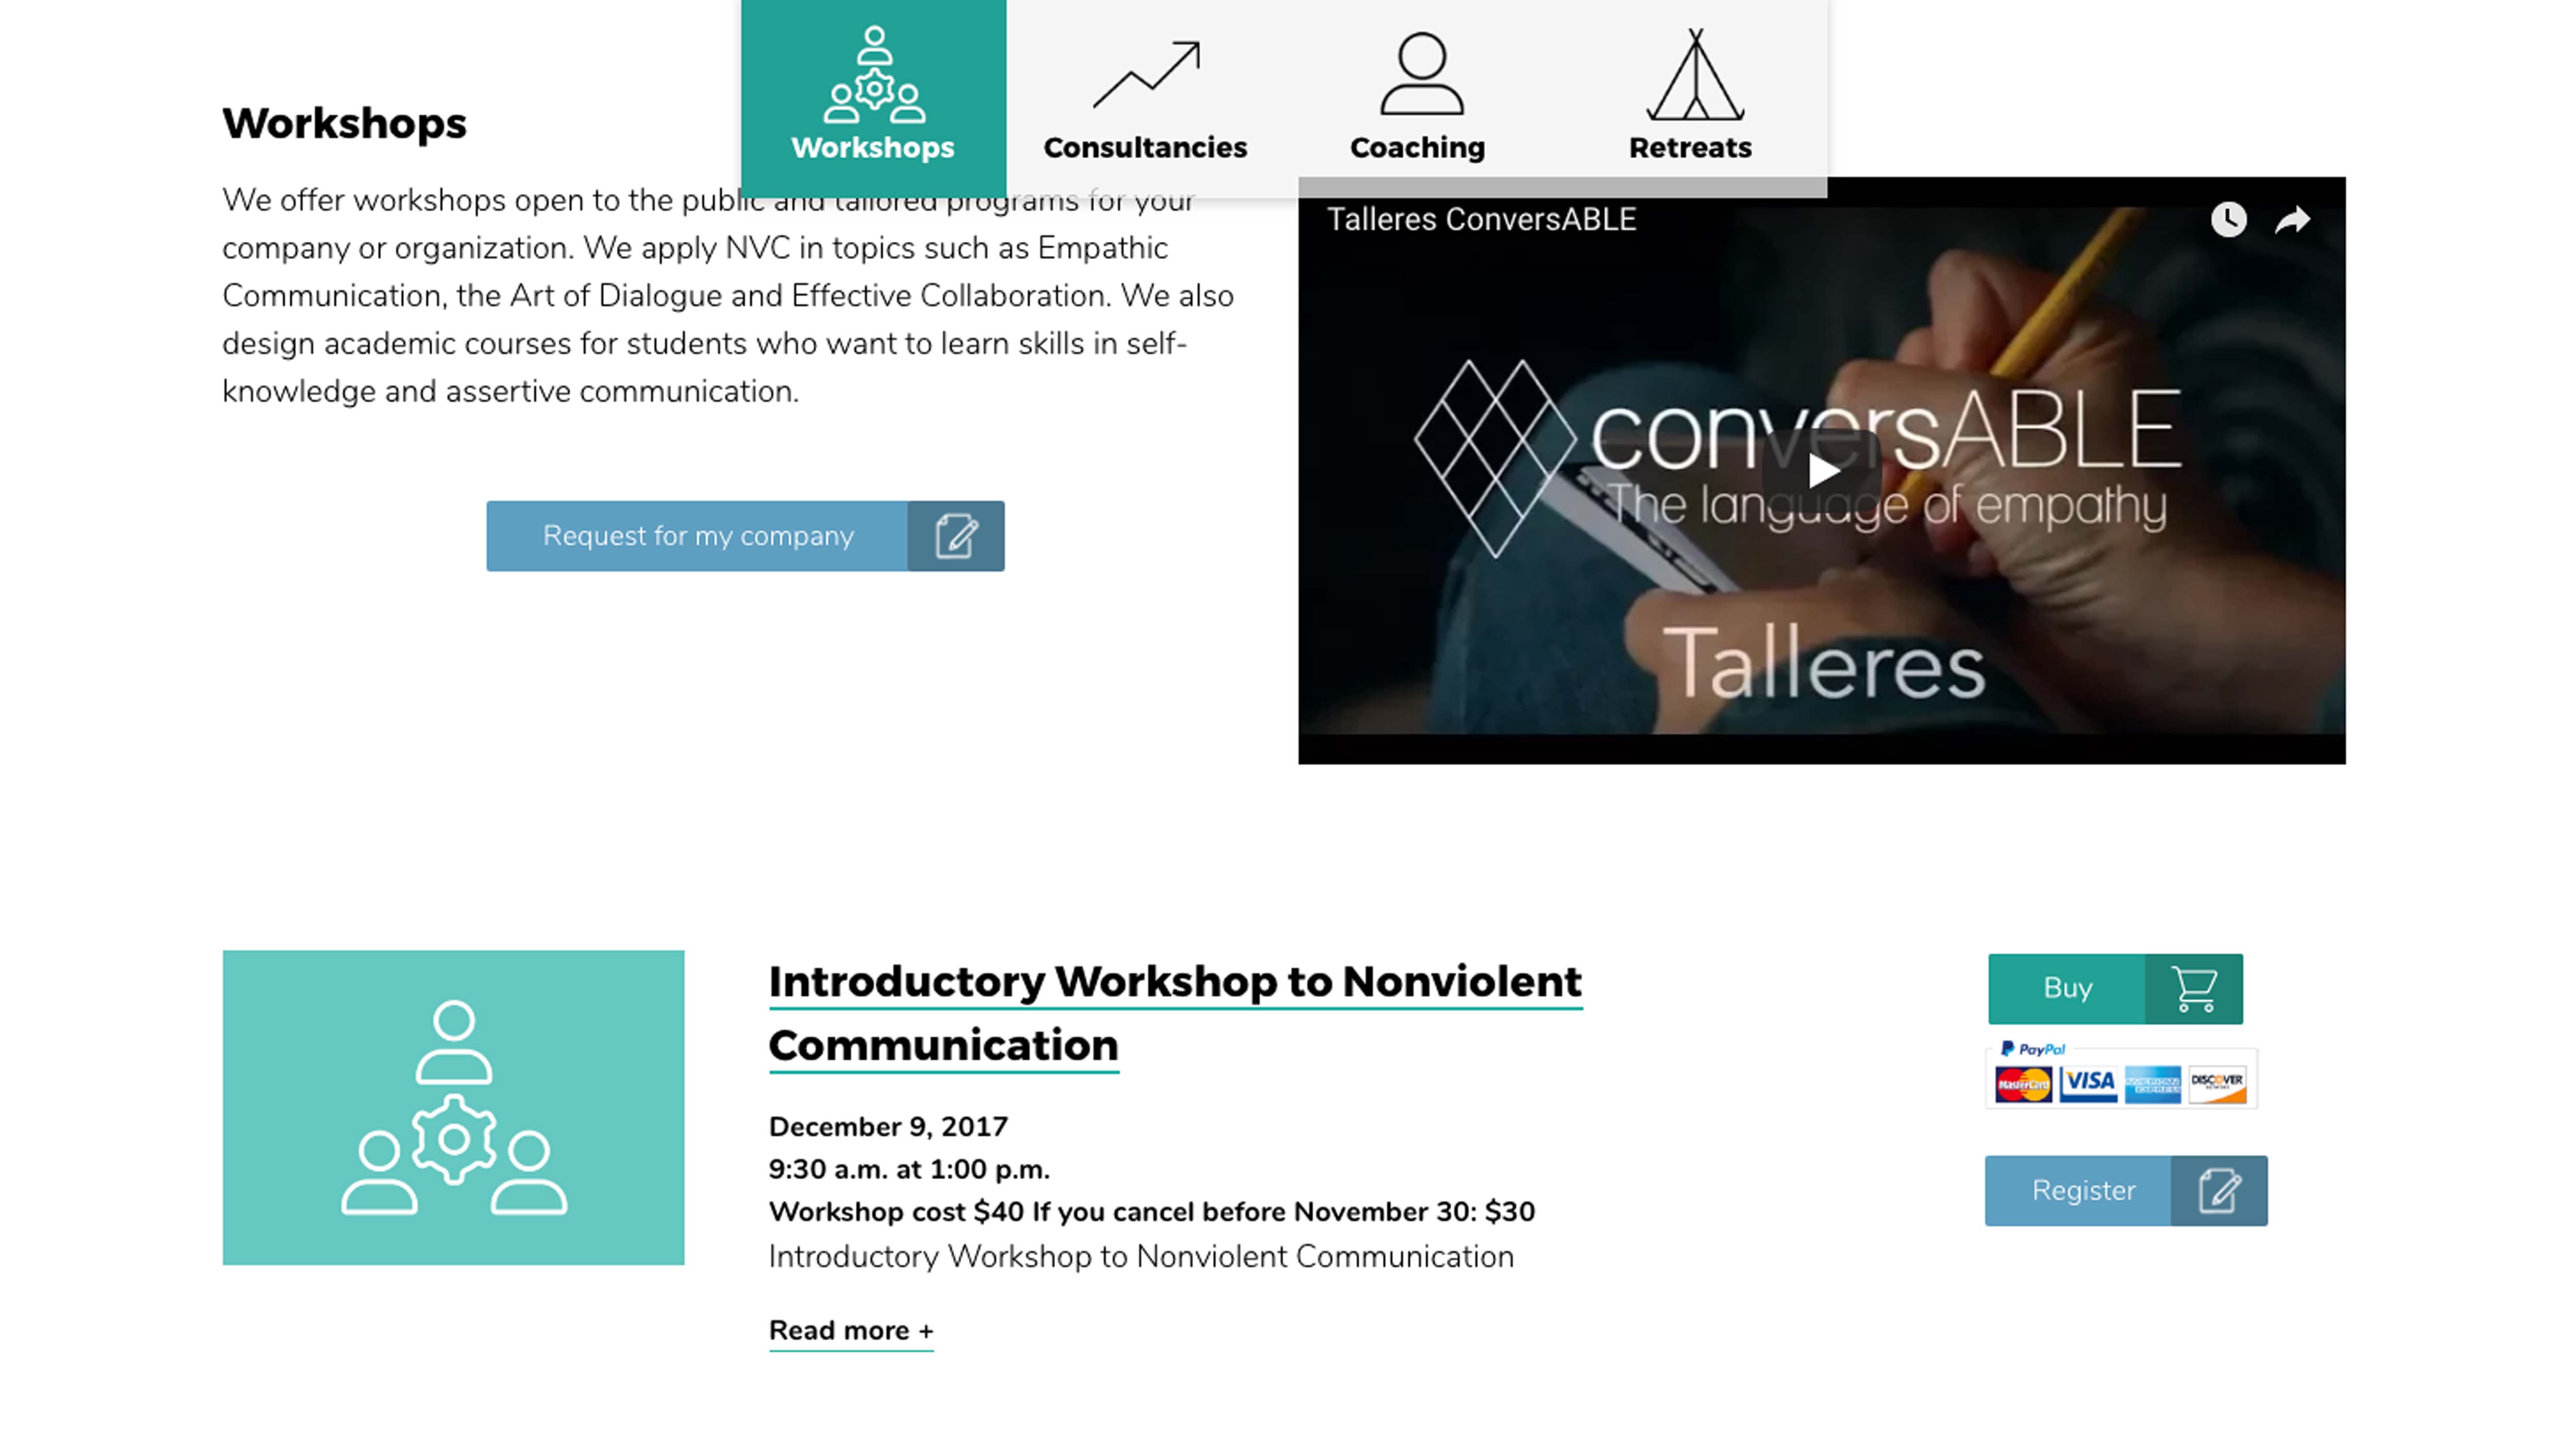 Workshops
Consultancies
Coaching
Retreats
Workshops
We offer workshops open to the public and tailored programs for your
company or organization. We apply NVC in topics such as Empathic
Communication, the Art of Dialogue and Effective Collaboration. We also
design academic courses for students who want to learn skills in self-
knowledge and assertive communication.
Request for my company
Talleres ConversABLE
conversABLE
The language of empathy
Talleres
Introductory Workshop to Nonviolent
Communication
December 9, 2017
9:30 a.m. at 1:00 p.m.
Workshop cost $40 If you cancel before November 30: $30
Introductory Workshop to Nonviolent Communication
Read more +
Buy
PayPal
MasterCard VISA AMERICAN EXPRESS DISCOVER
Register